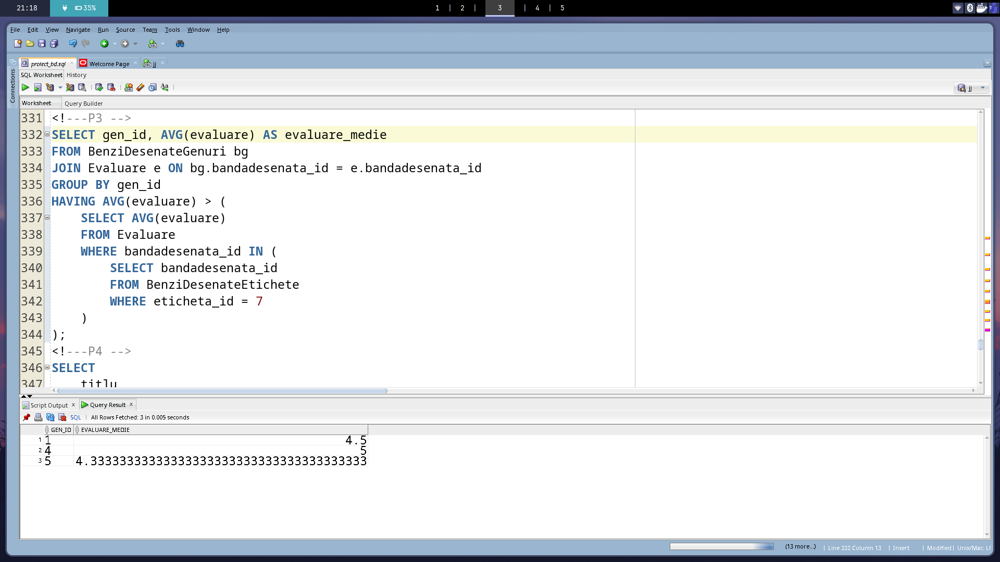 21:18 35% 1 | 2 | 3 | 4 | 5
File Edit View Navigate Run Source Team Tools Window Help
proiect_bd.sql Welcome Page jj
Connections
SQL Worksheet History
jj
Worksheet Query Builder
331 <!---P3 -->
332 SELECT gen_id, AVG(evaluare) AS evaluare_medie
333 FROM BenziDesenateGenuri bg
334 JOIN Evaluare e ON bg.bandadesenata_id = e.bandadesenata_id
335 GROUP BY gen_id
336 HAVING AVG(evaluare) > (
337     SELECT AVG(evaluare)
338     FROM Evaluare
339     WHERE bandadesenata_id IN (
340         SELECT bandadesenata_id
341         FROM BenziDesenateEtichete
342         WHERE eticheta_id = 7
343     )
344 );
345 <!---P4 -->
346 SELECT
347     titlu
Script Output x Query Result x
SQL | All Rows Fetched: 3 in 0.005 seconds
GEN_ID EVALUARE_MEDIE
1 1 4.5
2 4 5
3 5 4.33333333333333333333333333333333333333
(13 more...) | Line 332 Column 13 | Insert | Modified | Unix/Mac: LF